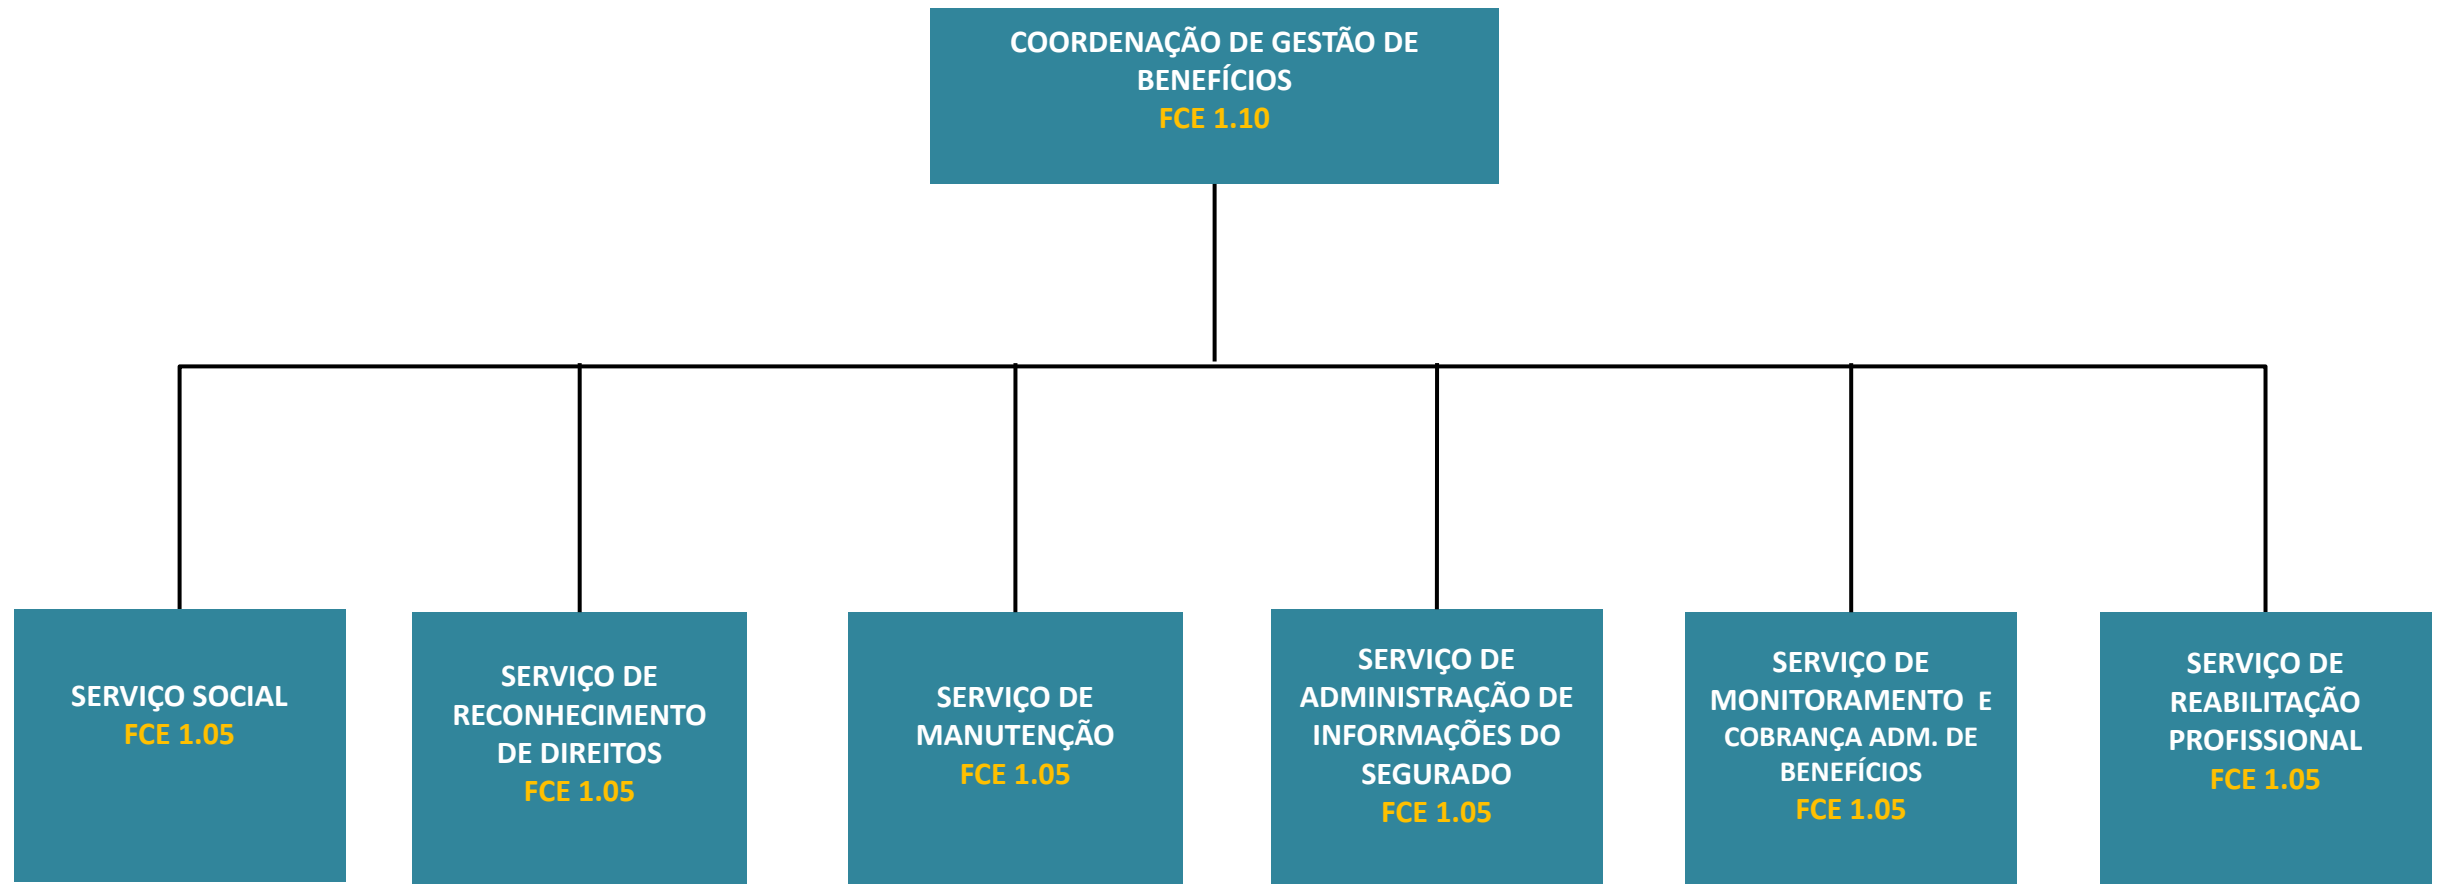 COORDENAÇÃO DE GESTÃO DE
BENEFÍCIOS
FCE 1.10
SERVIÇO SOCIAL
FCE 1.05
SERVIÇO DE
RECONHECIMENTO
DE DIREITOS
FCE 1.05
SERVIÇO DE
MANUTENÇÃO
FCE 1.05
SERVIÇO DE
ADMINISTRAÇÃO DE
INFORMAÇÕES DO
SEGURADO
FCE 1.05
SERVIÇO DE
MONITORAMENTO E
COBRANÇA ADM. DE
BENEFÍCIOS
FCE 1.05
SERVIÇO DE
REABILITAÇÃO
PROFISSIONAL
FCE 1.05